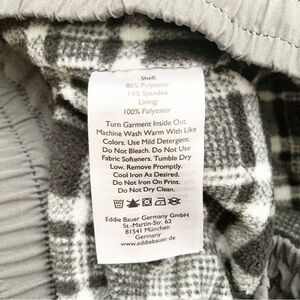 Shell:
86% Polyester
14% Spandex
Lining:
100% Polyester
Turn Garment Inside Out.
Machine Wash Warm With Like
Colors. Use Mild Detergent.
Do Not Bleach. Do Not Use
Fabric Softeners. Tumble Dry
Low. Remove Promptly.
Cool Iron As Desired.
Do Not Iron On Print.
Do Not Dry Clean.
Eddie Bauer Germany GmbH
St.-Martin-Str. 62
81541 München
Germany
www.eddiebauer.de